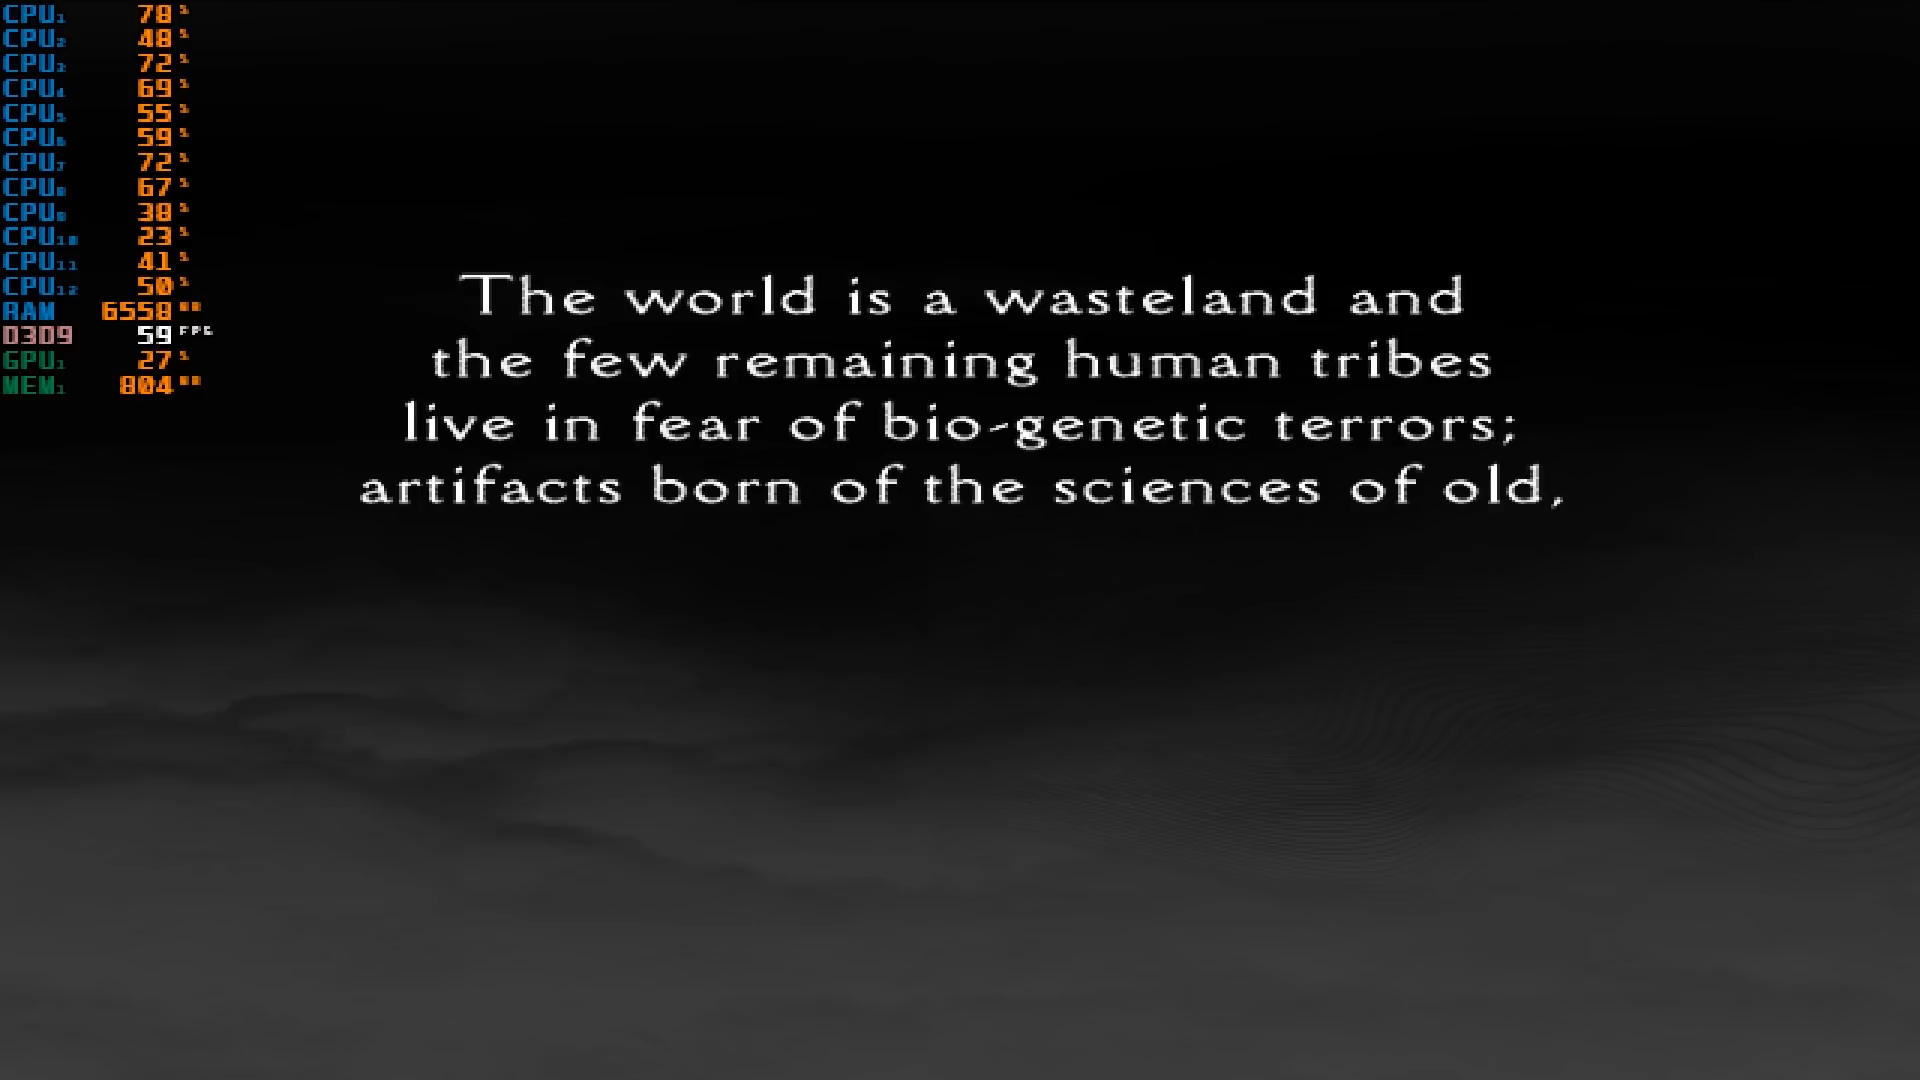 CPU₁ 78 %
CPU₂ 48 %
CPU₃ 72 %
CPU₄ 69 %
CPU₅ 55 %
CPU₆ 59 %
CPU₇ 72 %
CPU₈ 67 %
CPU₉ 38 %
CPU₁₀ 23 %
CPU₁₁ 41 %
CPU₁₂ 50 %
RAM 6558 MB
D3D9 59 FPS
GPU₁ 27 %
MEM₁ 804 MB
The world is a wasteland and
the few remaining human tribes
live in fear of bio-genetic terrors;
artifacts born of the sciences of old,